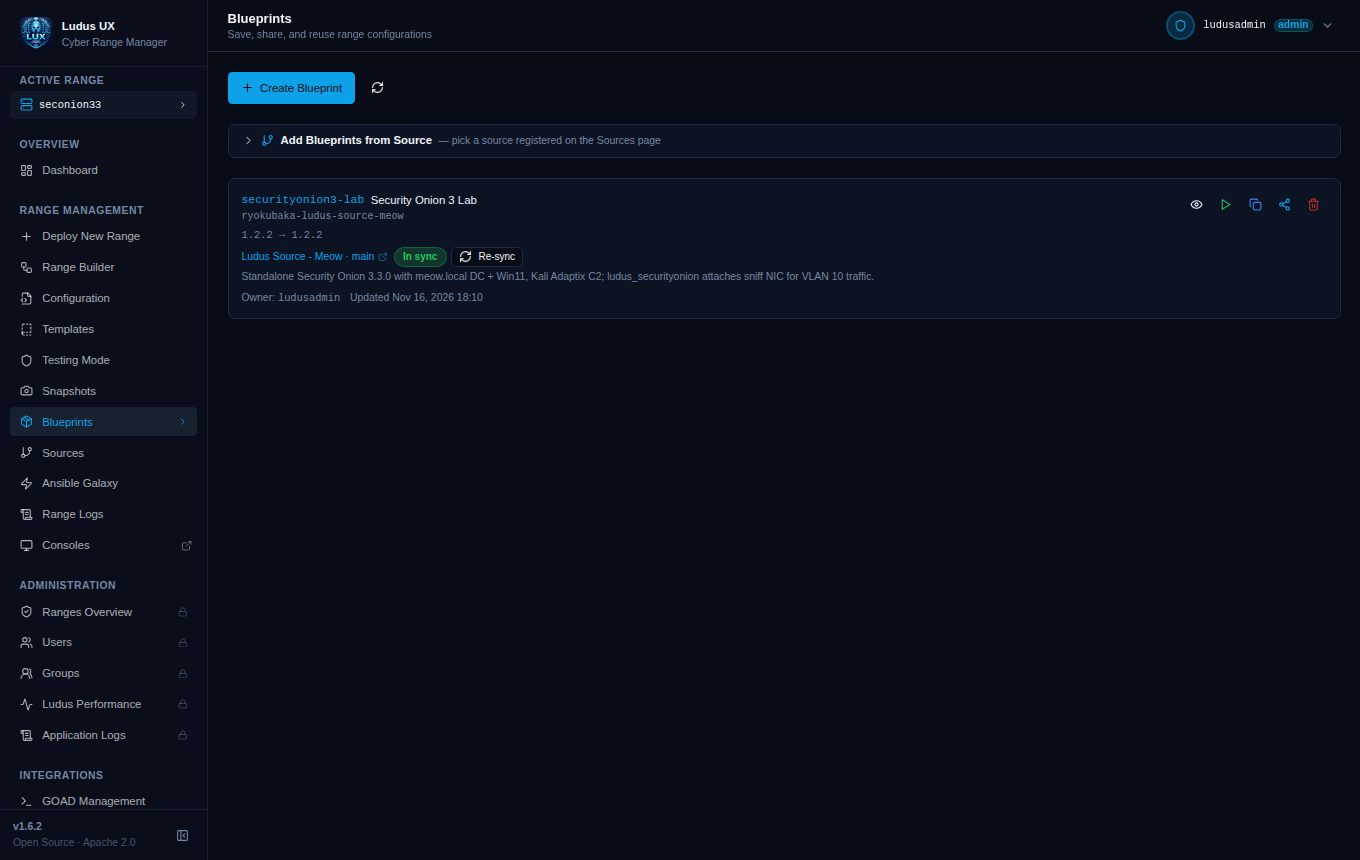 Ludus UX
Cyber Range Manager
ACTIVE RANGE
seconion33
OVERVIEW
Dashboard
RANGE MANAGEMENT
Deploy New Range
Range Builder
Configuration
Templates
Testing Mode
Snapshots
Blueprints
Sources
Ansible Galaxy
Range Logs
Consoles
ADMINISTRATION
Ranges Overview
Users
Groups
Ludus Performance
Application Logs
INTEGRATIONS
GOAD Management
v1.6.2
Open Source · Apache 2.0
Blueprints
Save, share, and reuse range configurations
ludusadmin admin
Create Blueprint
Add Blueprints from Source — pick a source registered on the Sources page
securityonion3-lab Security Onion 3 Lab
ryokubaka-ludus-source-meow
1.2.2 → 1.2.2
Ludus Source - Meow · main In sync Re-sync
Standalone Security Onion 3.3.0 with meow.local DC + Win11, Kali Adaptix C2; ludus_securityonion attaches sniff NIC for VLAN 10 traffic.
Owner: ludusadmin Updated Nov 16, 2026 18:10
LUX